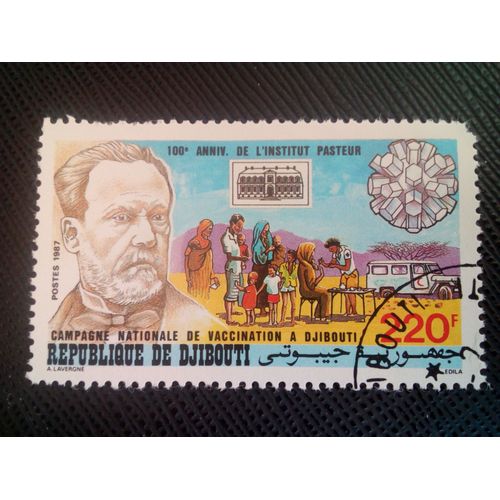 100e ANNIV. DE L'INSTITUT PASTEUR
POSTES 1987
CAMPAGNE NATIONALE DE VACCINATION A DJIBOUTI
20F
REPUBLIQUE DE DJIBOUTI جمهورية جيبوتي
A. LAVERGNE
EDILA